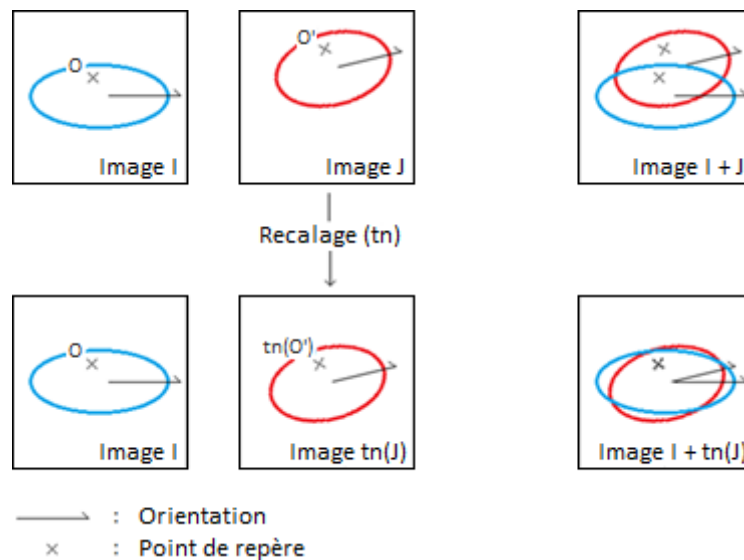 O
Image I
O'
Image J
Image I + J
Recalage (tn)
O
Image I
tn(O')
Image tn(J)
Image I + tn(J)
: Orientation
: Point de repère